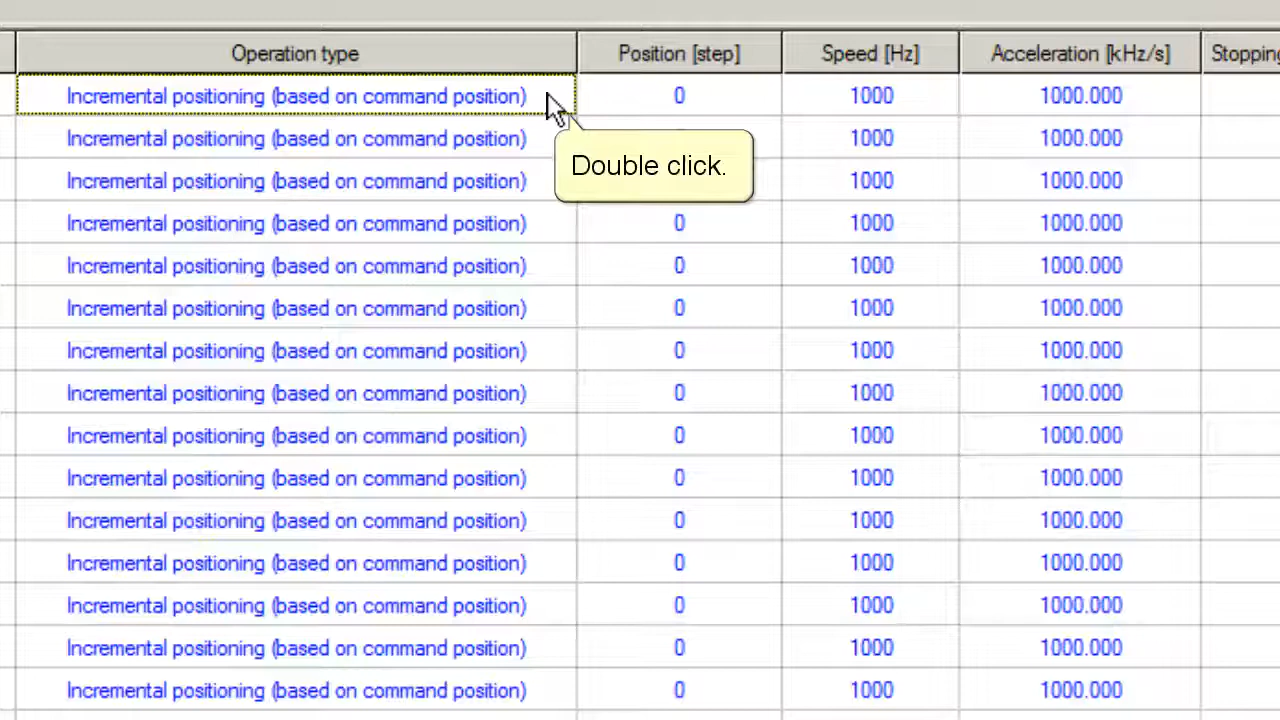 Operation type Position [step] Speed [Hz] Acceleration [kHz/s] Stopping
Incremental positioning (based on command position) 0 1000 1000.000
Double click.
Incremental positioning (based on command position) 1000 1000.000
Incremental positioning (based on command position) 1000 1000.000
Incremental positioning (based on command position) 0 1000 1000.000
Incremental positioning (based on command position) 0 1000 1000.000
Incremental positioning (based on command position) 0 1000 1000.000
Incremental positioning (based on command position) 0 1000 1000.000
Incremental positioning (based on command position) 0 1000 1000.000
Incremental positioning (based on command position) 0 1000 1000.000
Incremental positioning (based on command position) 0 1000 1000.000
Incremental positioning (based on command position) 0 1000 1000.000
Incremental positioning (based on command position) 0 1000 1000.000
Incremental positioning (based on command position) 0 1000 1000.000
Incremental positioning (based on command position) 0 1000 1000.000
Incremental positioning (based on command position) 0 1000 1000.000